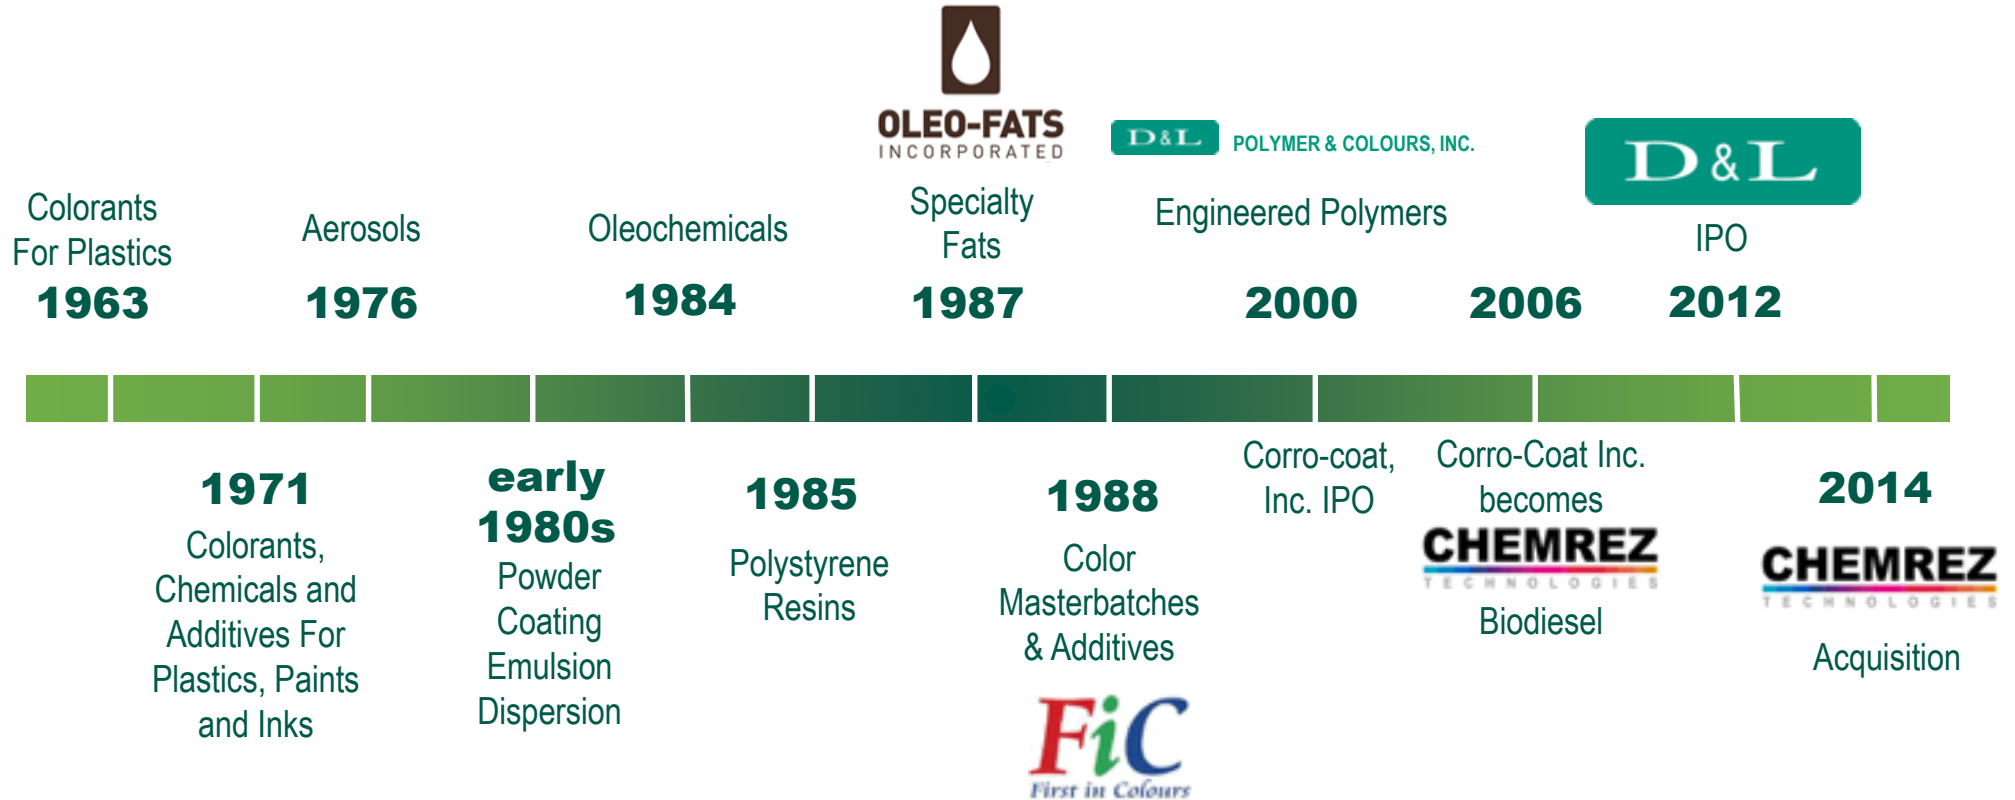 Colorants
For Plastics
1963
Aerosols
1976
Oleochemicals
1984
OLEO-FATS
INCORPORATED
Specialty
Fats
1987
D&L POLYMER & COLOURS, INC.
Engineered Polymers
2000
2006
D&L
IPO
2012
1971
Colorants,
Chemicals and
Additives For
Plastics, Paints
and Inks
early
1980s
Powder
Coating
Emulsion
Dispersion
1985
Polystyrene
Resins
1988
Color
Masterbatches
& Additives
FiC
First in Colours
Corro-coat,
Inc. IPO
Corro-Coat Inc.
becomes
CHEMREZ
TECHNOLOGIES
Biodiesel
2014
CHEMREZ
TECHNOLOGIES
Acquisition